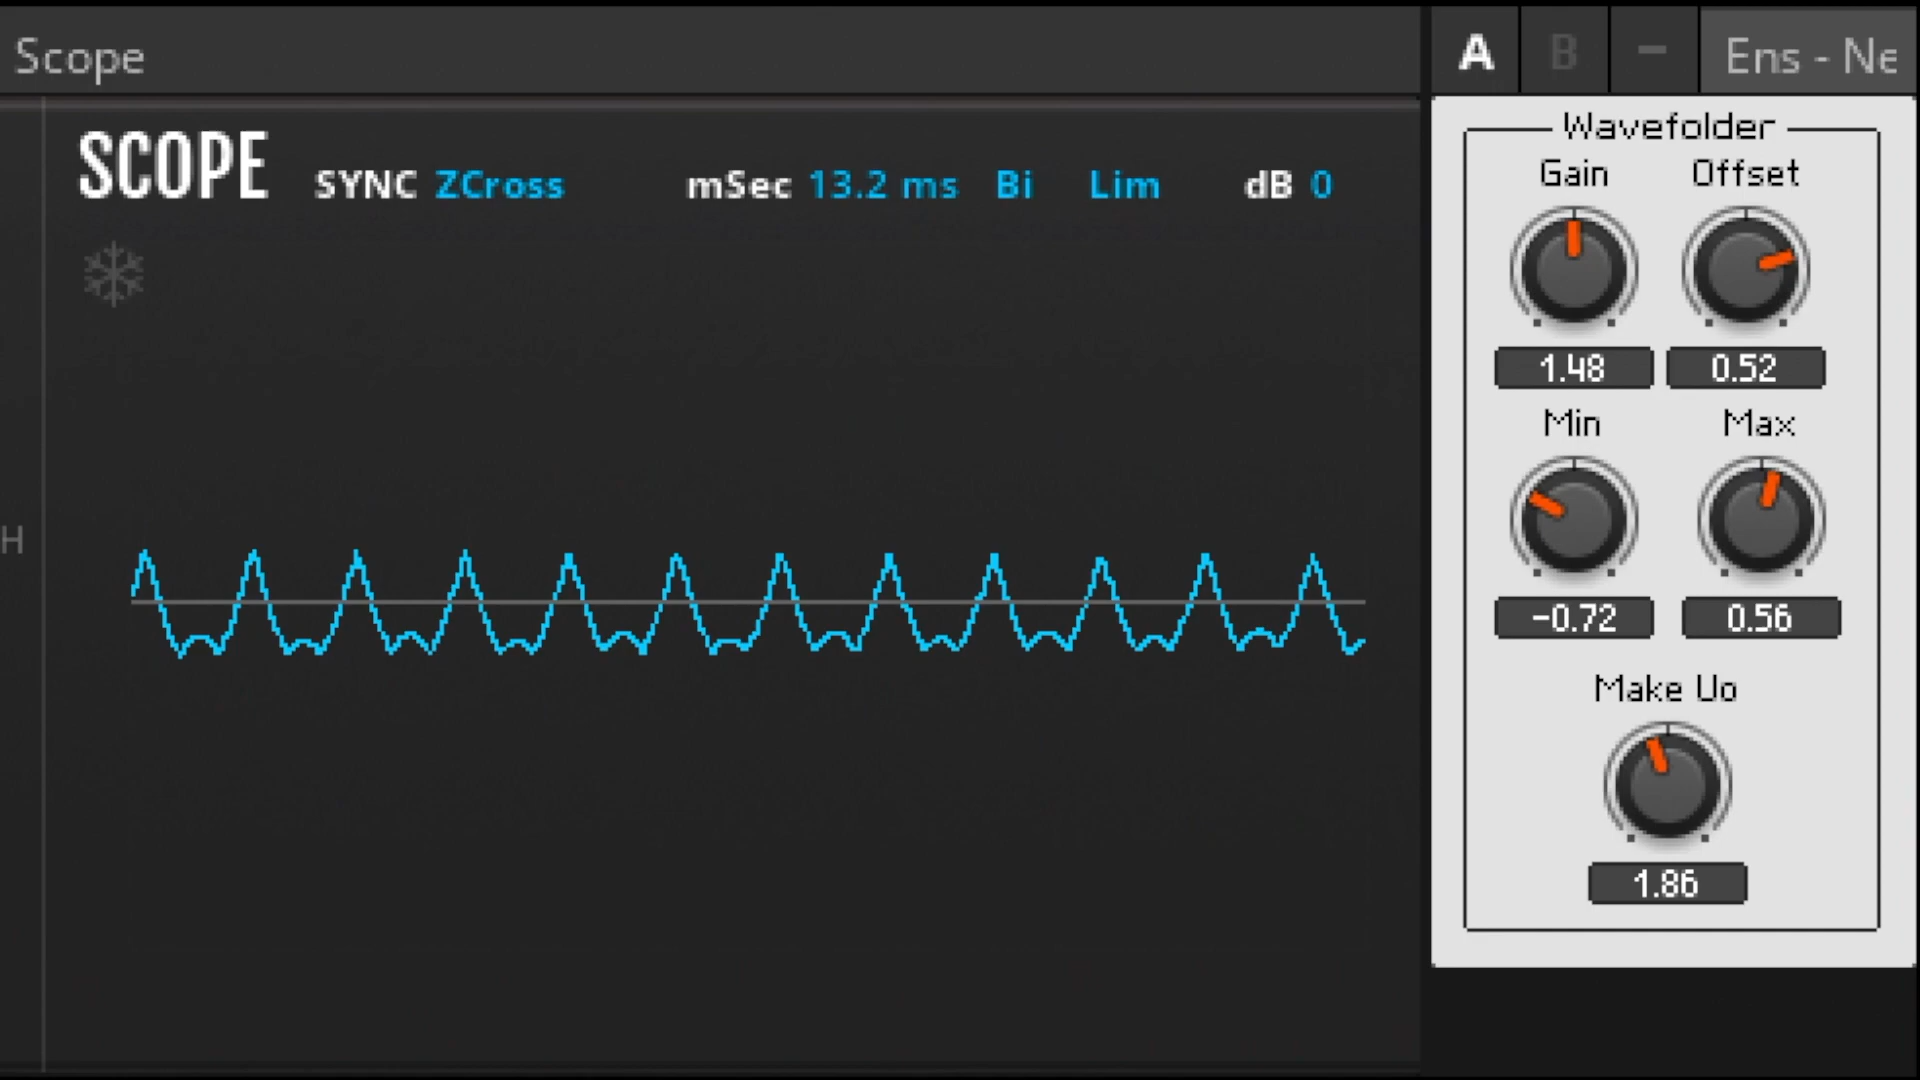 Scope
A B − Ens - Ne
SCOPE SYNC ZCross mSec 13.2 ms Bi Lim dB 0
H
Wavefolder
Gain Offset
1.48 0.52
Min Max
-0.72 0.56
Make Uo
1.86